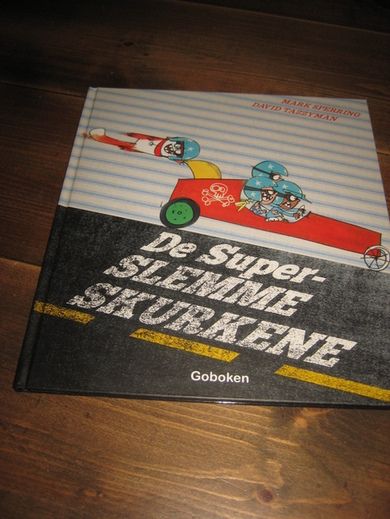 MARK SPERRING
DAVID TAZZYMAN
De Super-
SLEMME
SKURKENE
Goboken